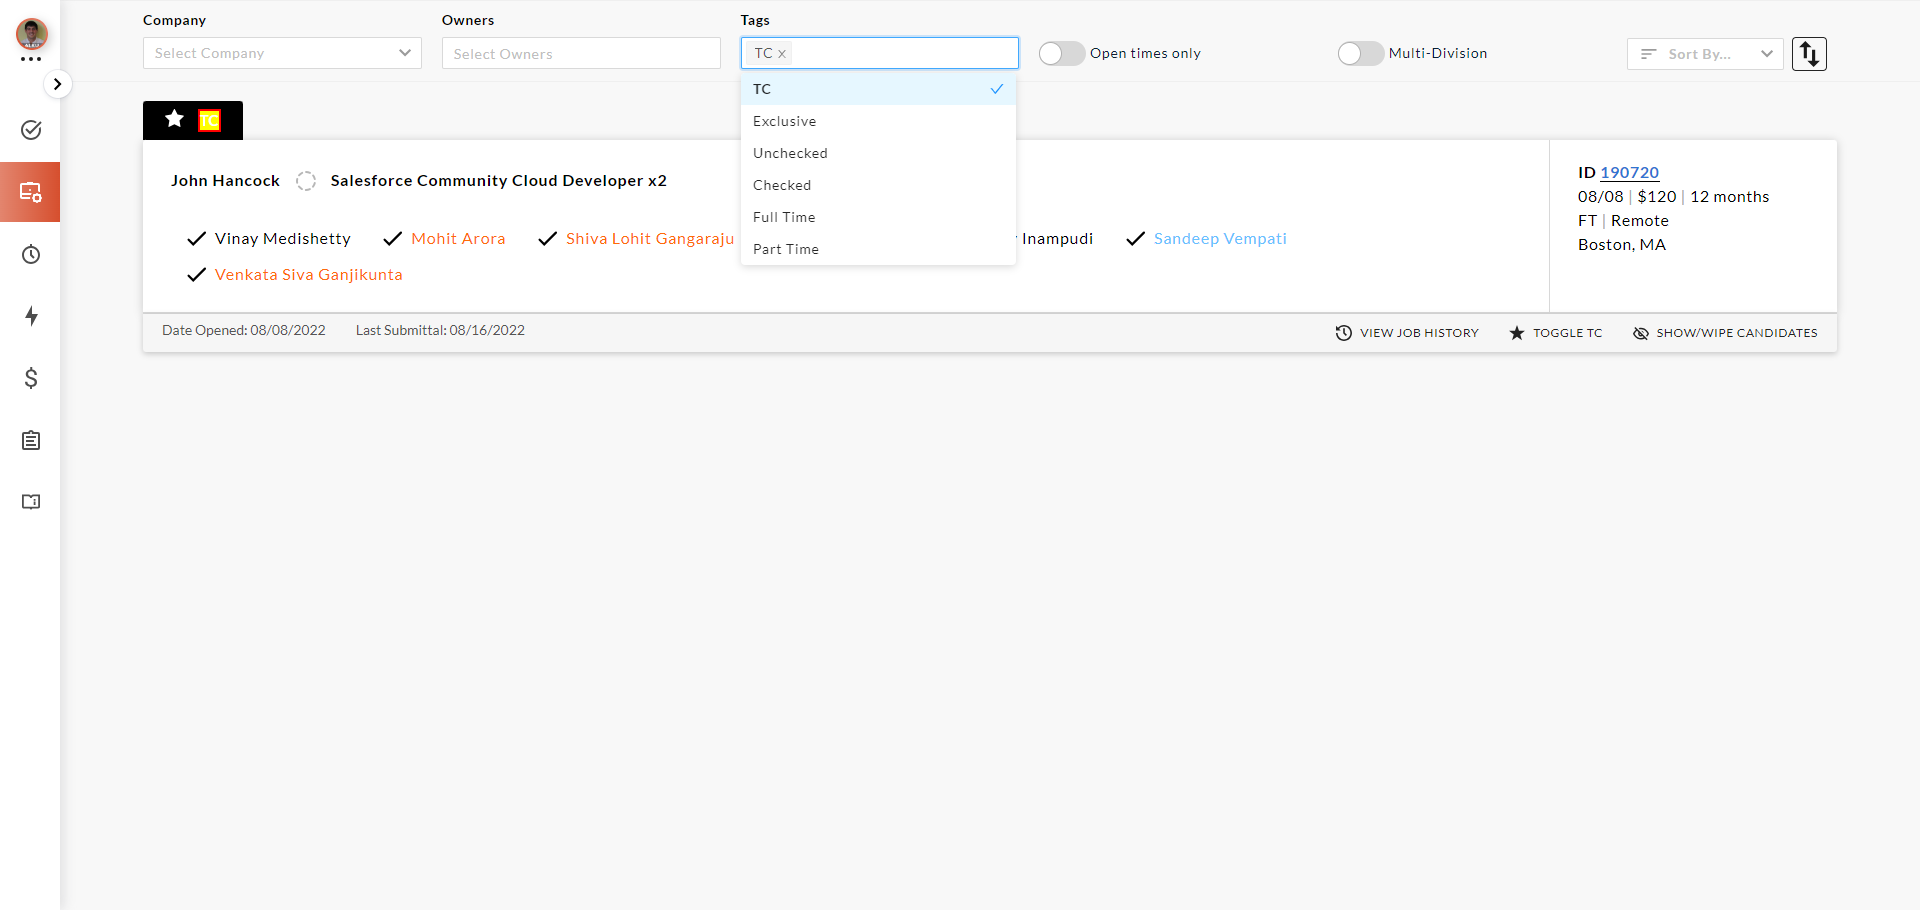 Company
Owners
Tags
Select Company
Select Owners
TC
Open times only
Multi-Division
Sort By...
TC
Exclusive
Unchecked
Checked
Full Time
Part Time
TC
John Hancock
Salesforce Community Cloud Developer x2
Vinay Medishetty
Mohit Arora
Shiva Lohit Gangaraju
Inampudi
Sandeep Vempati
Venkata Siva Ganjikunta
ID 190720
08/08 | $120 | 12 months
FT | Remote
Boston, MA
Date Opened: 08/08/2022
Last Submittal: 08/16/2022
VIEW JOB HISTORY
TOGGLE TC
SHOW/WIPE CANDIDATES